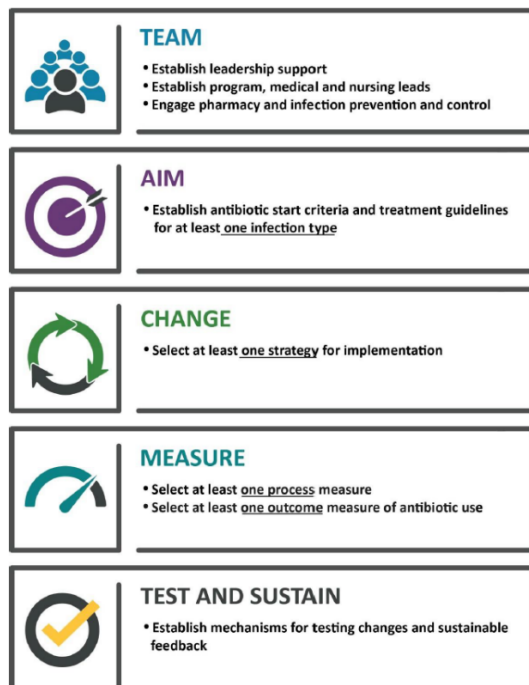 TEAM
• Establish leadership support
• Establish program, medical and nursing leads
• Engage pharmacy and infection prevention and control
AIM
• Establish antibiotic start criteria and treatment guidelines
for at least one infection type
CHANGE
• Select at least one strategy for implementation
MEASURE
• Select at least one process measure
• Select at least one outcome measure of antibiotic use
TEST AND SUSTAIN
• Establish mechanisms for testing changes and sustainable
feedback